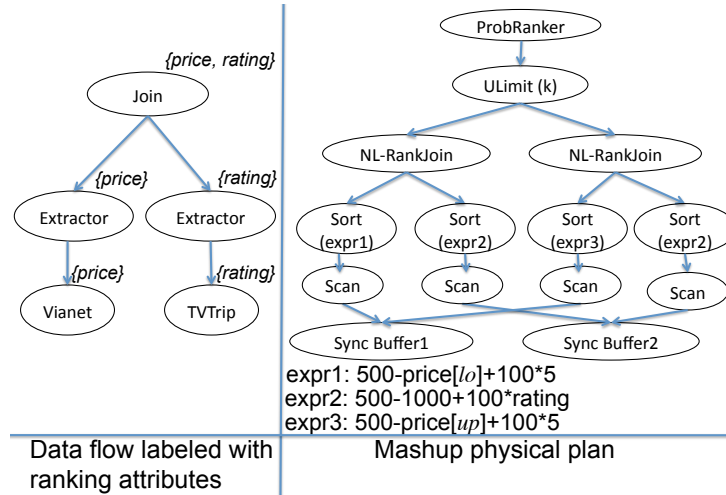 {price, rating}
Join
{price}
{rating}
Extractor
Extractor
{price}
{rating}
Vianet
TVTrip
ProbRanker
ULimit (k)
NL-RankJoin
NL-RankJoin
Sort
(expr1)
Sort
(expr2)
Sort
(expr3)
Sort
(expr2)
Scan
Scan
Scan
Scan
Sync Buffer1
Sync Buffer2
expr1: 500-price[lo]+100*5
expr2: 500-1000+100*rating
expr3: 500-price[up]+100*5
Data flow labeled with
ranking attributes
Mashup physical plan